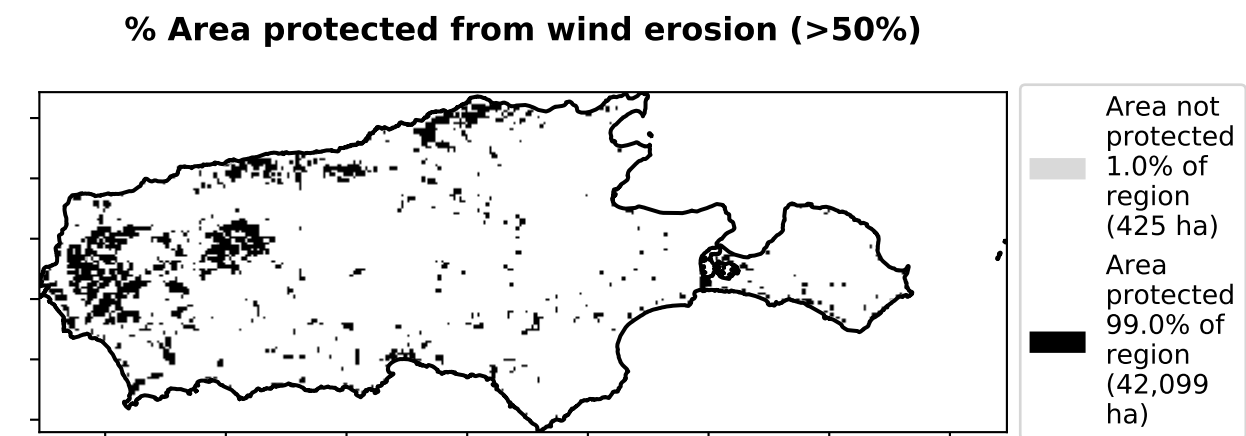 % Area protected from wind erosion (>50%)
Area not
protected
1.0% of
region
(425 ha)
Area
protected
99.0% of
region
(42,099
ha)